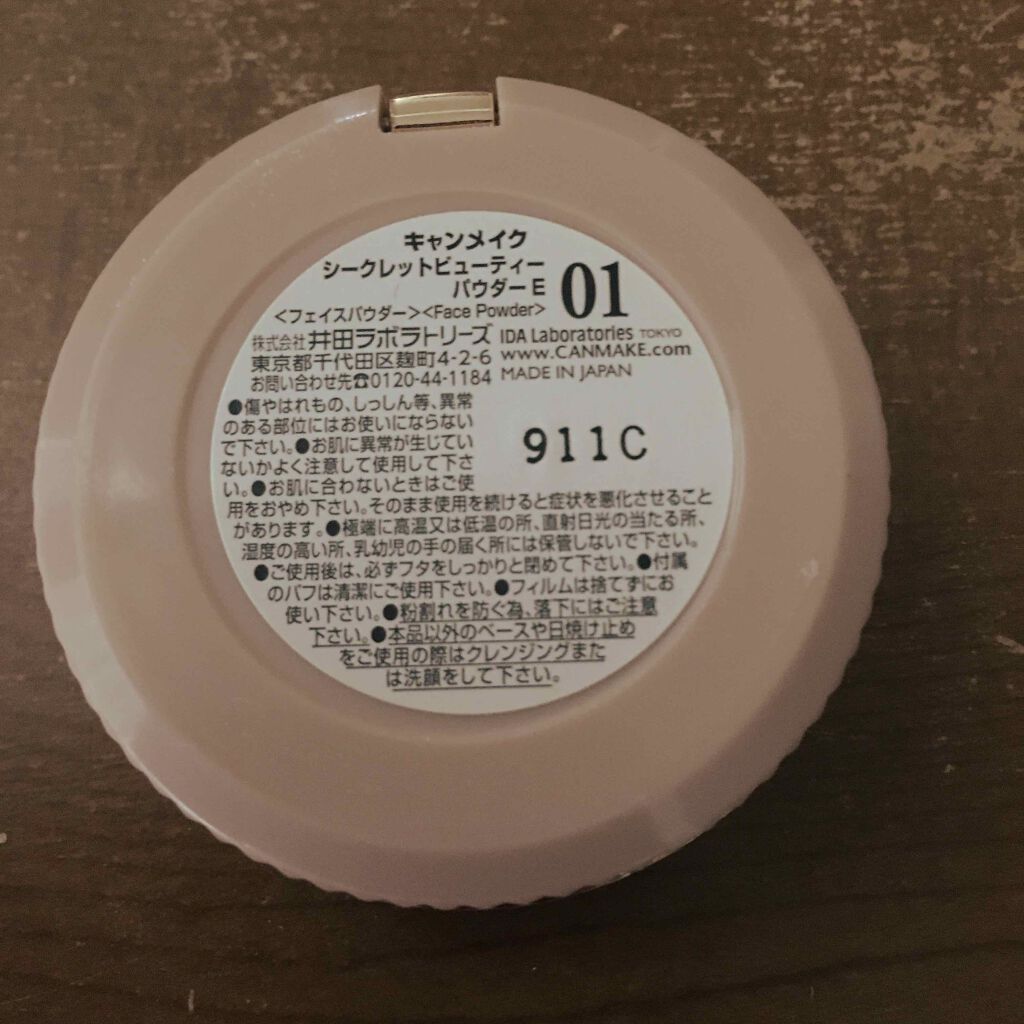 キャンメイク
シークレットビューティー
パウダーE 01
<フェイスパウダー><Face Powder>
株式会社 井田ラボラトリーズ IDA Laboratories TOKYO
東京都千代田区麹町4-2-6 www.CANMAKE.com
お問い合わせ先☎0120-44-1184 MADE IN JAPAN
●傷やはれもの、しっしん等、異常
のある部位にはお使いにならない
で下さい。●お肌に異常が生じてい
ないかよく注意して使用して下さ
い。●お肌に合わないときはご使
911C
用をおやめ下さい。そのまま使用を続けると症状を悪化させること
があります。●極端に高温又は低温の所、直射日光の当たる所、
湿度の高い所、乳幼児の手の届く所には保管しないで下さい。
●ご使用後は、必ずフタをしっかりと閉めて下さい。●付属
のパフは清潔にご使用下さい。●フィルムは捨てずにお
使い下さい。●粉割れを防ぐ為、落下にはご注意
下さい。●本品以外のベースや日焼け止め
をご使用の際はクレンジングまた
は洗顔をして下さい。